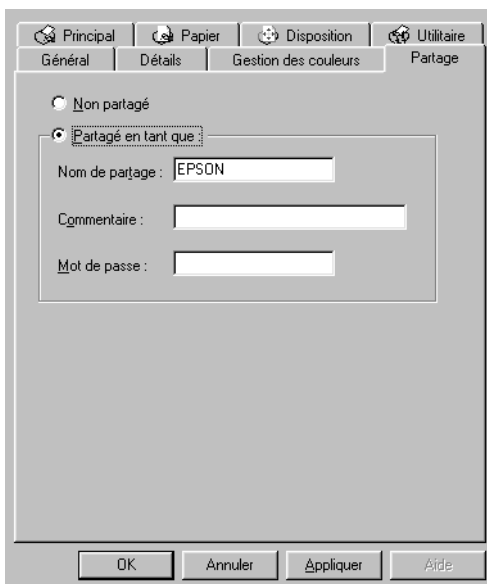 Principal Papier Disposition Utilitaire
Général Détails Gestion des couleurs Partage
Non partagé
Partagé en tant que :
Nom de partage : EPSON
Commentaire :
Mot de passe :
OK Annuler Appliquer Aide